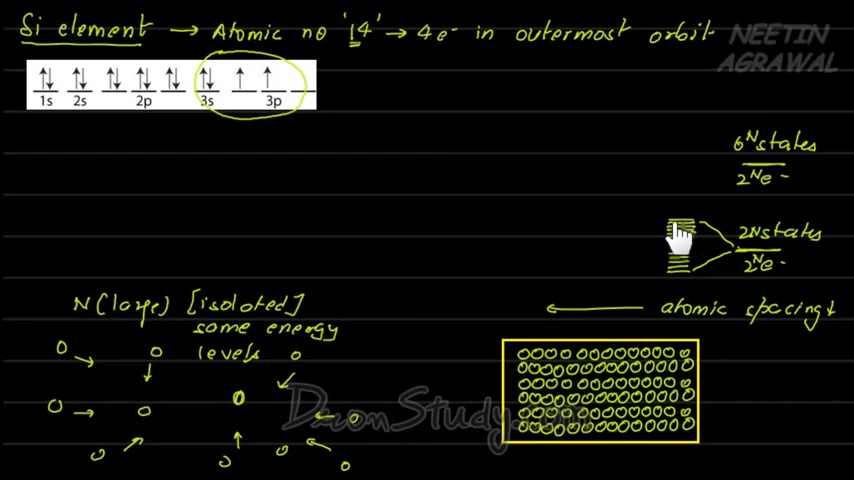 Si element → Atomic no '14' → 4e⁻ in outermost orbit
NEETIN
AGRAWAL
1s 2s 2p 3s 3p
6N states
2N e⁻
2N states
2N e⁻
← atomic spacing ↓
N (large) [isolated]
some energy
levels
DronStudy.com